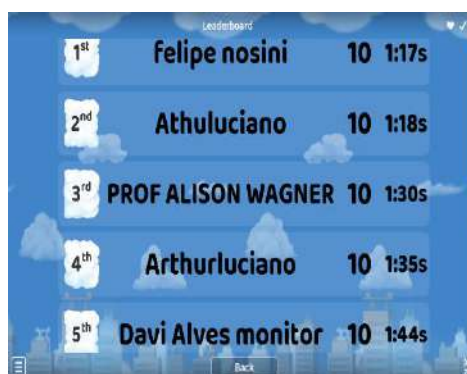 Leaderboard
1st felipe nosini 10 1:17s
2nd Athuluciano 10 1:18s
3rd PROF ALISON WAGNER 10 1:30s
4th Arthurluciano 10 1:35s
5th Davi Alves monitor 10 1:44s
Back